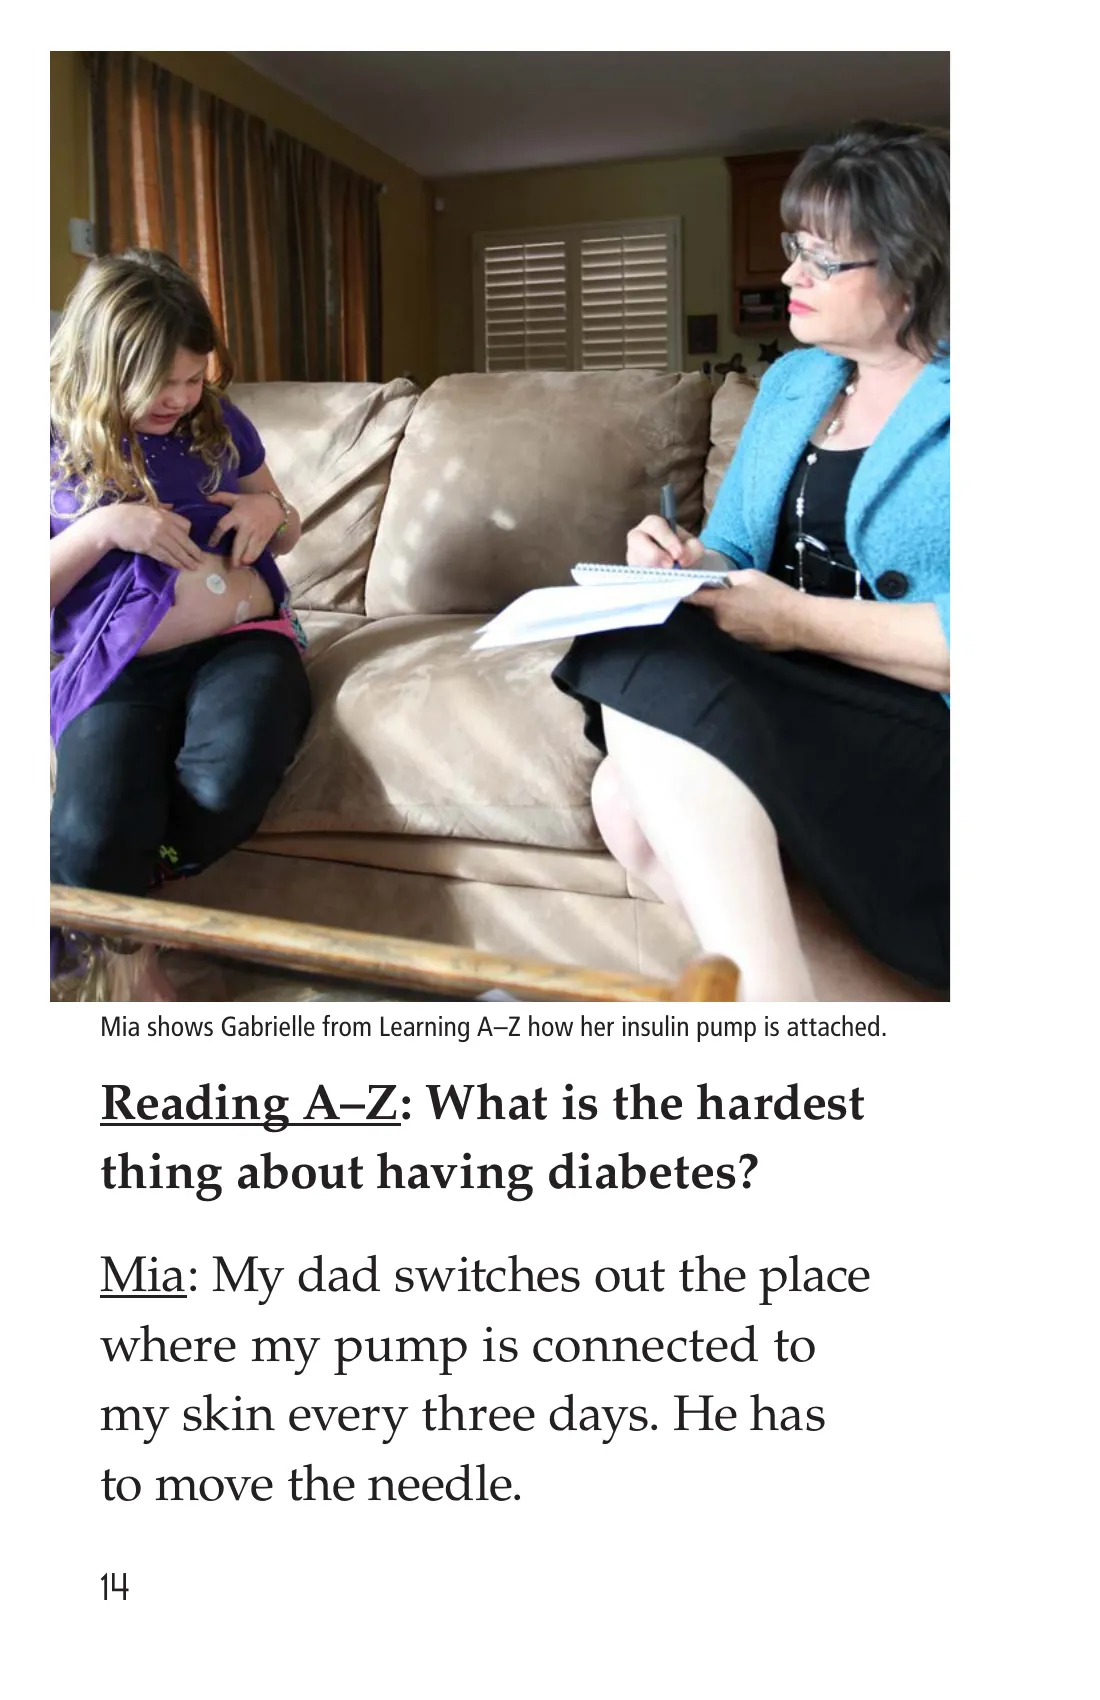 Mia shows Gabrielle from Learning A–Z how her insulin pump is attached.
Reading A–Z: What is the hardest
thing about having diabetes?
Mia: My dad switches out the place
where my pump is connected to
my skin every three days. He has
to move the needle.
14